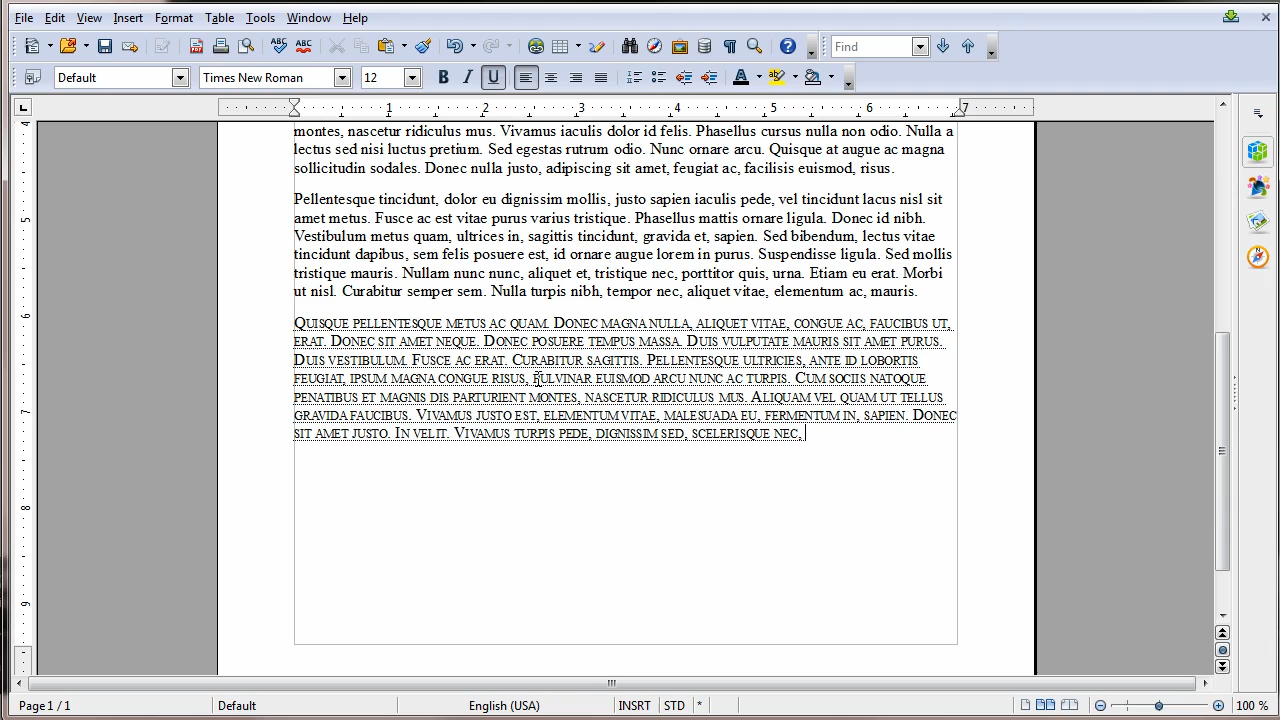 File Edit View Insert Format Table Tools Window Help
Find
Default Times New Roman 12 B I U A
1 2 3 4 5 6 7
montes, nascetur ridiculus mus. Vivamus iaculis dolor id felis. Phasellus cursus nulla non odio. Nulla a
lectus sed nisi luctus pretium. Sed egestas rutrum odio. Nunc ornare arcu. Quisque at augue ac magna
sollicitudin sodales. Donec nulla justo, adipiscing sit amet, feugiat ac, facilisis euismod, risus.
Pellentesque tincidunt, dolor eu dignissim mollis, justo sapien iaculis pede, vel tincidunt lacus nisl sit
amet metus. Fusce ac est vitae purus varius tristique. Phasellus mattis ornare ligula. Donec id nibh.
Vestibulum metus quam, ultrices in, sagittis tincidunt, gravida et, sapien. Sed bibendum, lectus vitae
tincidunt dapibus, sem felis posuere est, id ornare augue lorem in purus. Suspendisse ligula. Sed mollis
tristique mauris. Nullam nunc nunc, aliquet et, tristique nec, porttitor quis, urna. Etiam eu erat. Morbi
ut nisl. Curabitur semper sem. Nulla turpis nibh, tempor nec, aliquet vitae, elementum ac, mauris.
Quisque pellentesque metus ac quam. Donec magna nulla, aliquet vitae, congue ac, faucibus ut,
erat. Donec sit amet neque. Donec posuere tempus massa. Duis vulputate mauris sit amet purus.
Duis vestibulum. Fusce ac erat. Curabitur sagittis. Pellentesque ultricies, ante id lobortis
feugiat, ipsum magna congue risus, pulvinar euismod arcu nunc ac turpis. Cum sociis natoque
penatibus et magnis dis parturient montes, nascetur ridiculus mus. Aliquam vel quam ut tellus
gravida faucibus. Vivamus justo est, elementum vitae, malesuada eu, fermentum in, sapien. Donec
sit amet justo. In velit. Vivamus turpis pede, dignissim sed, scelerisque nec,
4
5
6
7
8
9
Page 1 / 1 Default English (USA) INSRT STD * 100 %